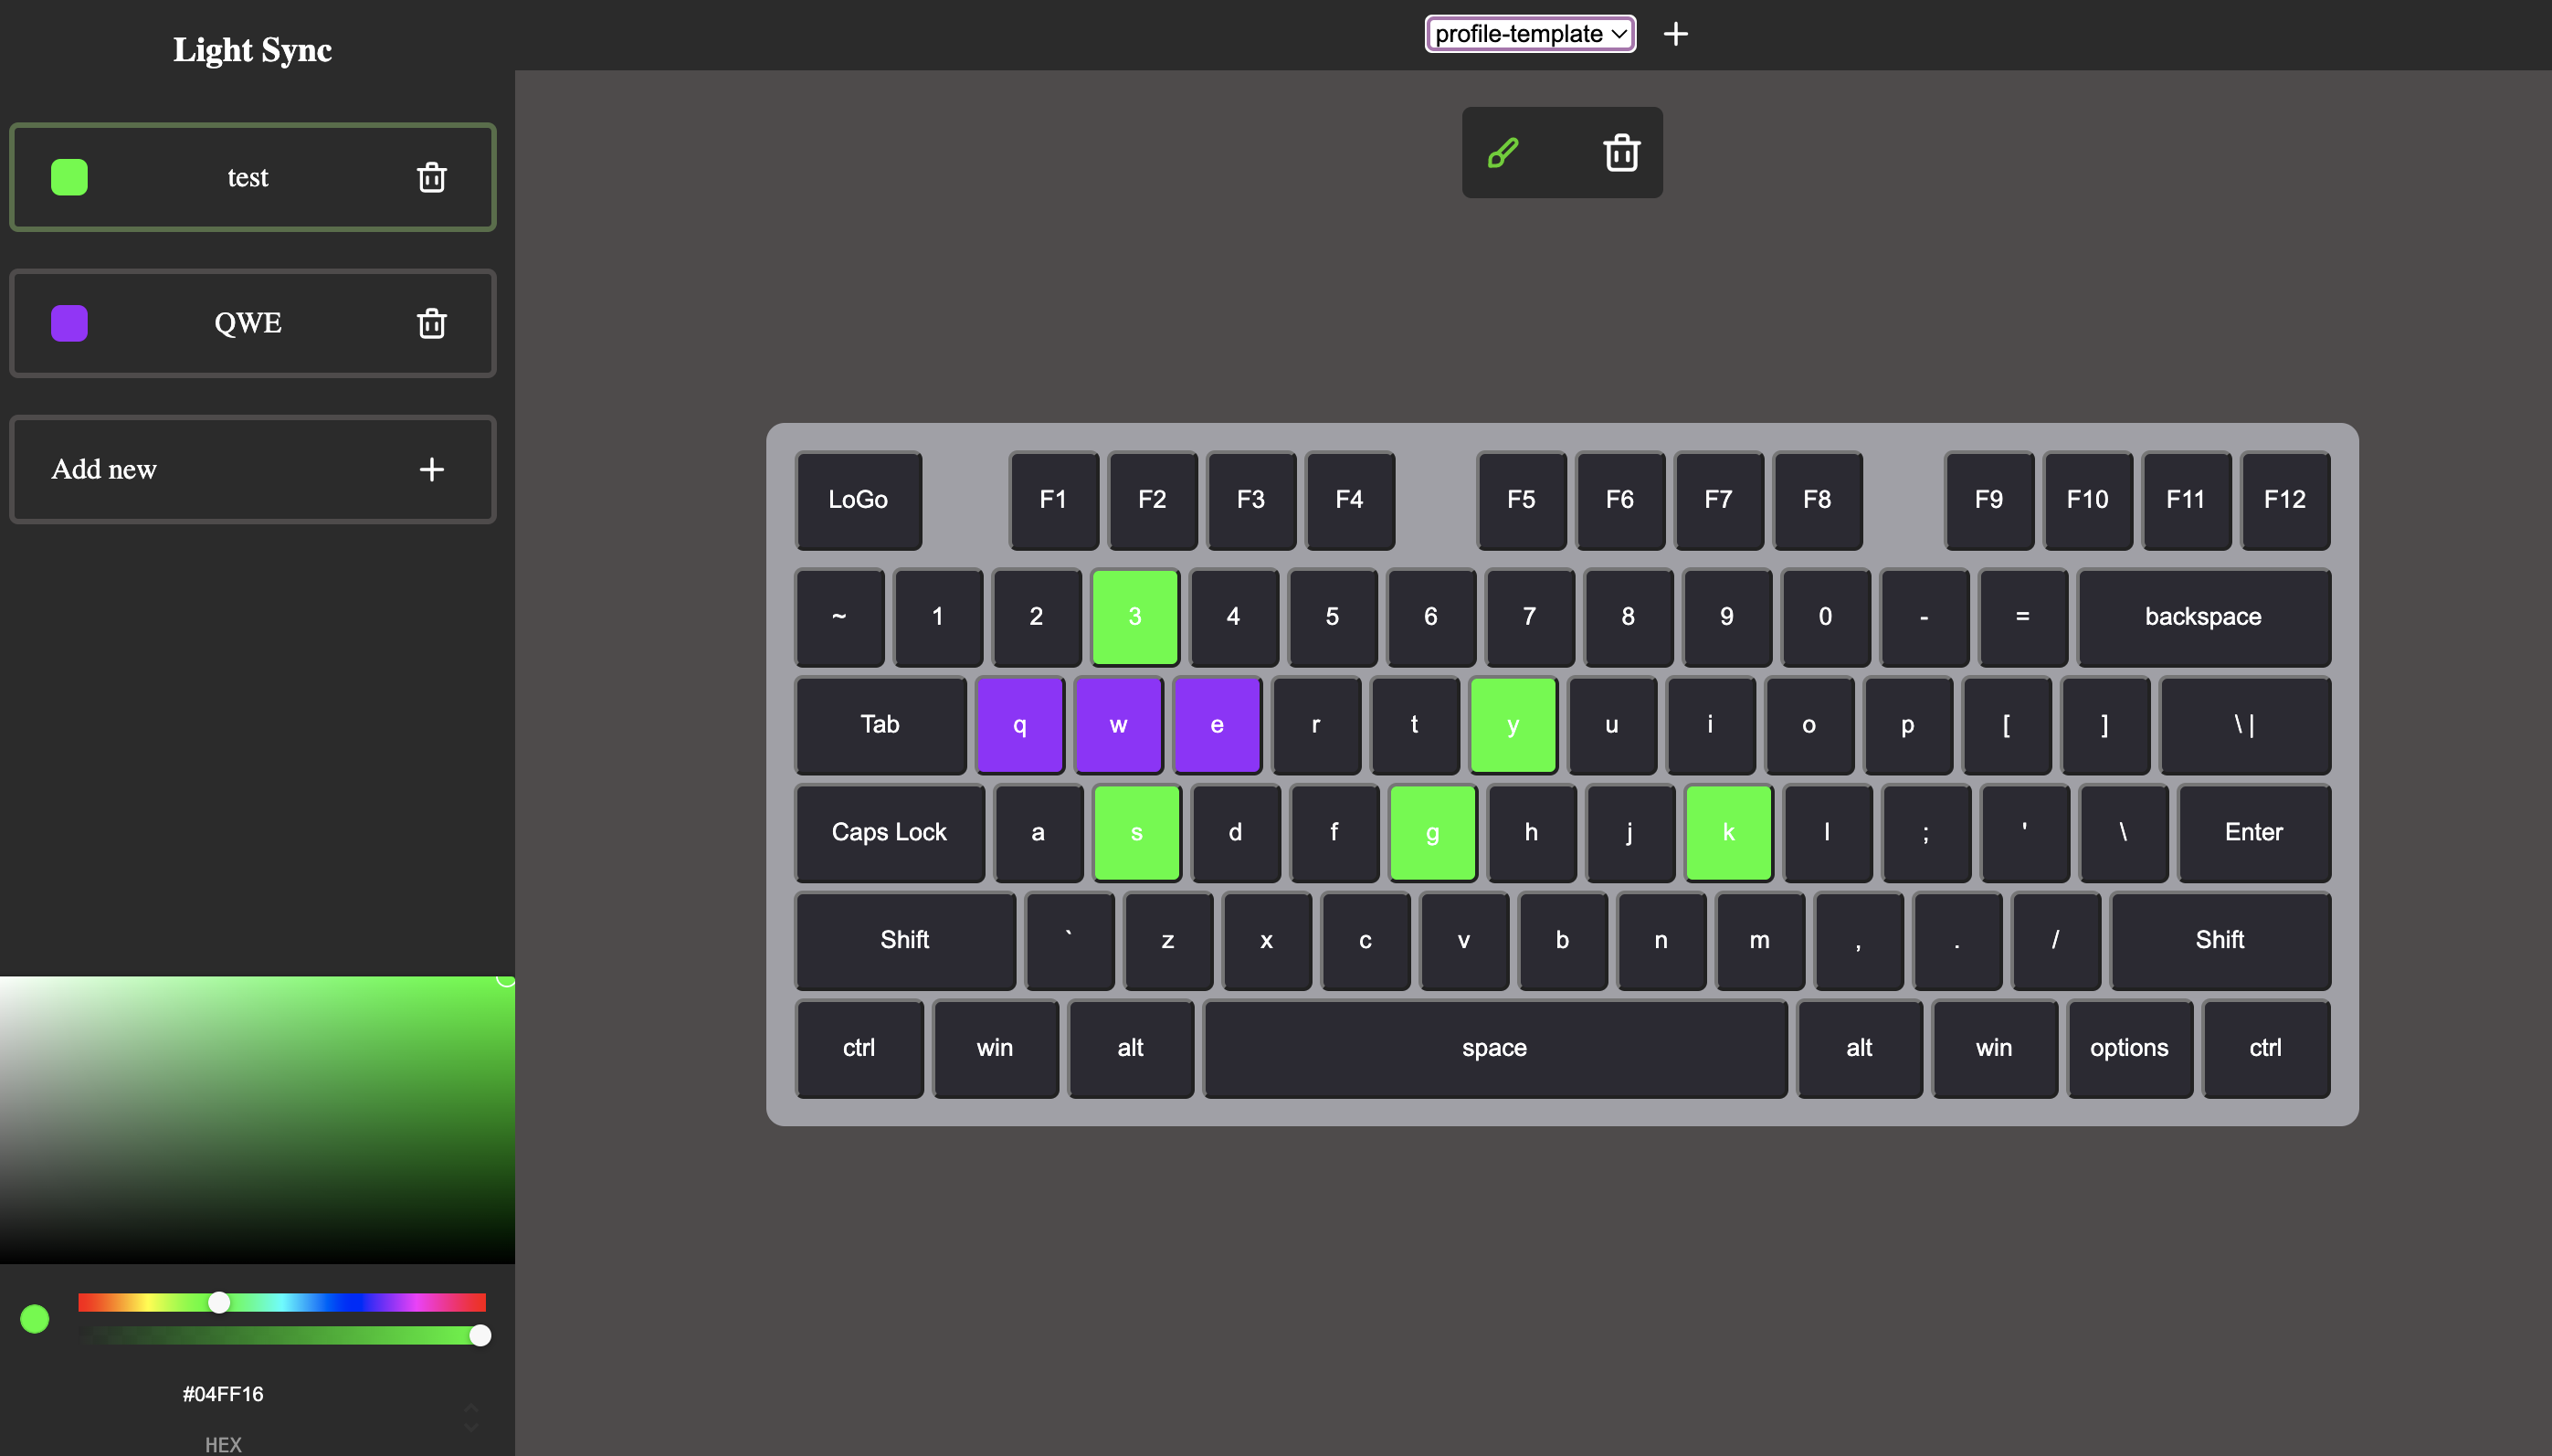 Light Sync
profile-template
test
QWE
Add new
LoGo F1 F2 F3 F4 F5 F6 F7 F8 F9 F10 F11 F12
~ 1 2 3 4 5 6 7 8 9 0 - = backspace
Tab q w e r t y u i o p [ ] \ |
Caps Lock a s d f g h j k l ; ' \ Enter
Shift ` z x c v b n m , . / Shift
ctrl win alt space alt win options ctrl
#04FF16
HEX